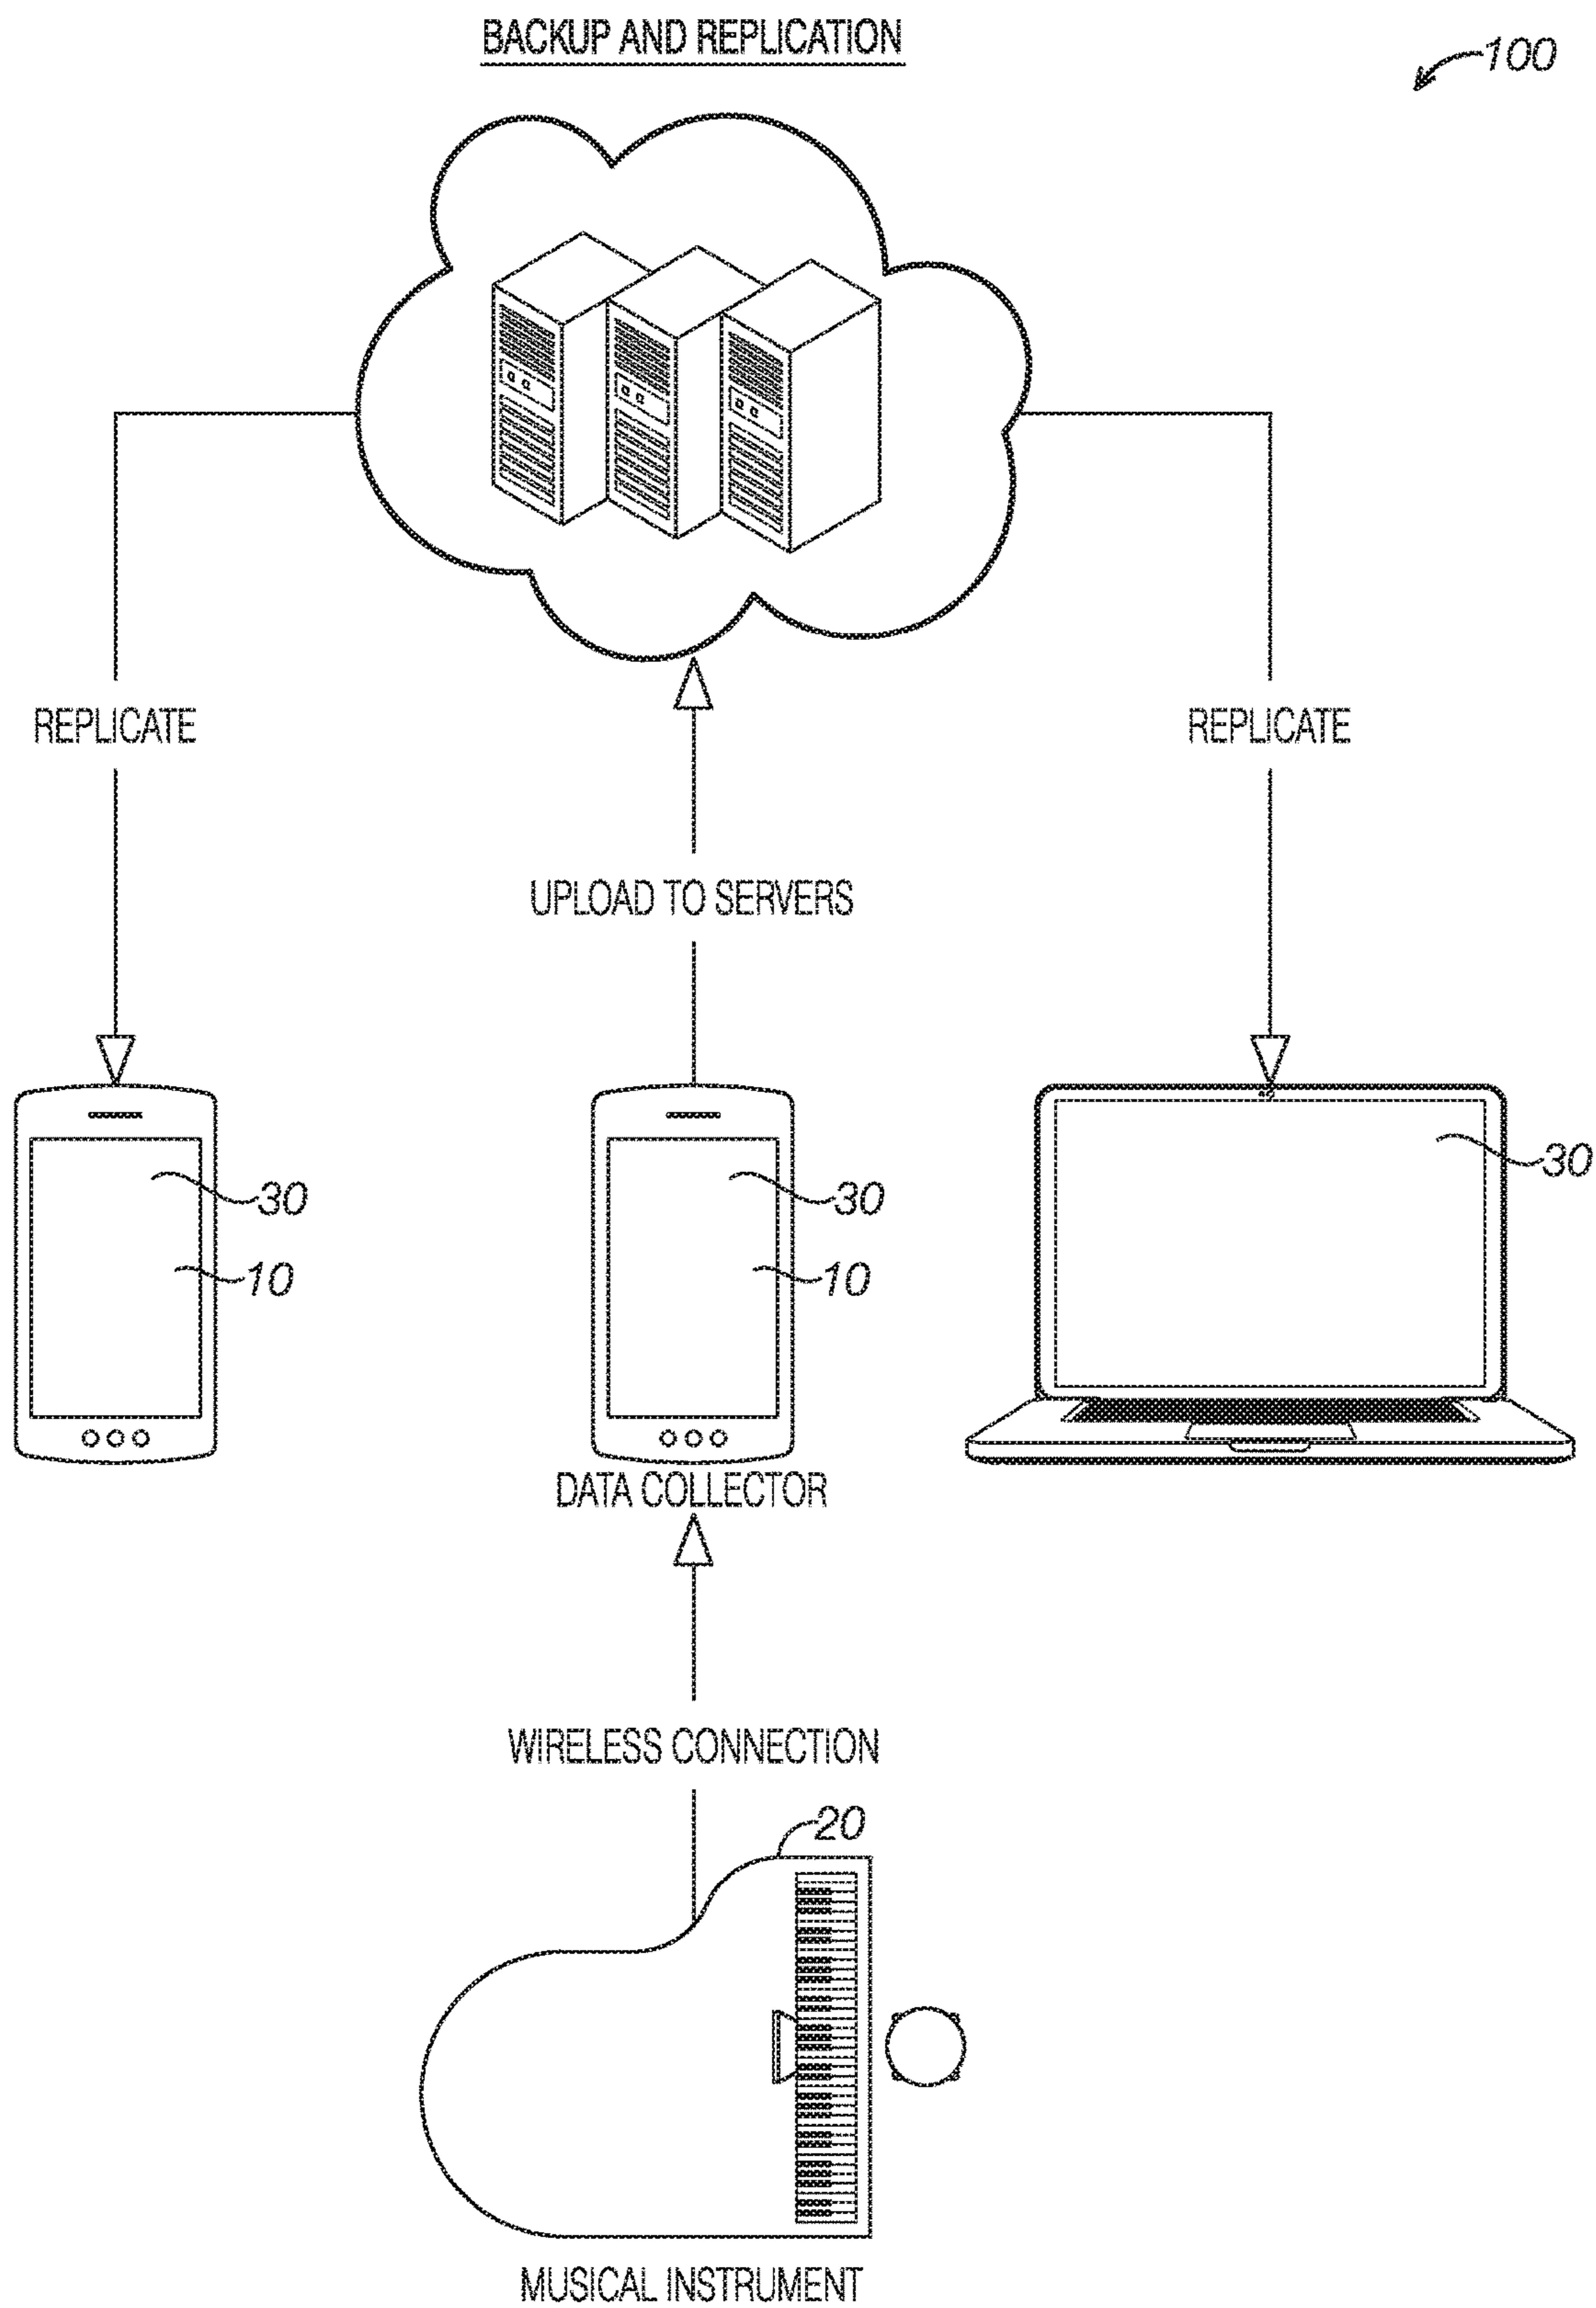 BACKUP AND REPLICATION
100
REPLICATE
REPLICATE
UPLOAD TO SERVERS
30
30
30
10
10
DATA COLLECTOR
WIRELESS CONNECTION
20
MUSICAL INSTRUMENT